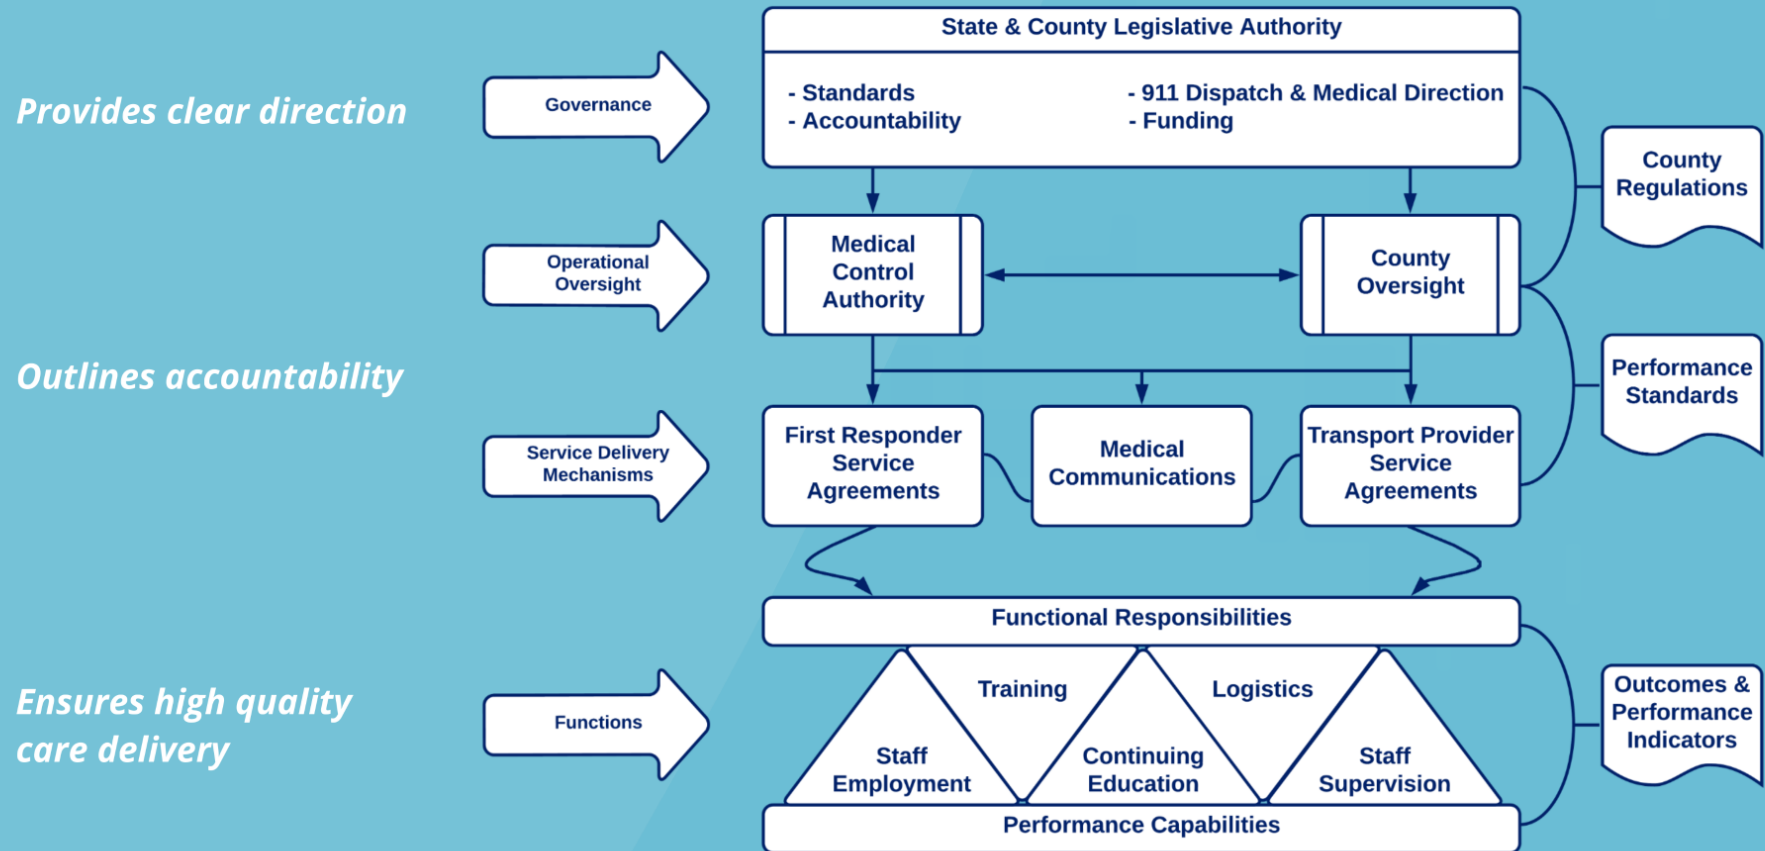 State & County Legislative Authority
Provides clear direction
Governance
- Standards
- Accountability
- 911 Dispatch & Medical Direction
- Funding
County
Regulations
Operational
Oversight
Medical
Control
Authority
County
Oversight
Outlines accountability
Performance
Standards
Service Delivery
Mechanisms
First Responder
Service
Agreements
Medical
Communications
Transport Provider
Service
Agreements
Functional Responsibilities
Ensures high quality
care delivery
Functions
Training
Logistics
Staff
Employment
Continuing
Education
Staff
Supervision
Outcomes &
Performance
Indicators
Performance Capabilities